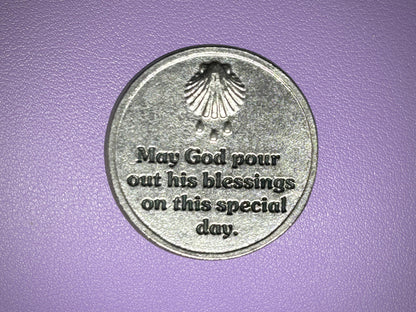 May God pour
out his blessings
on this special
day.